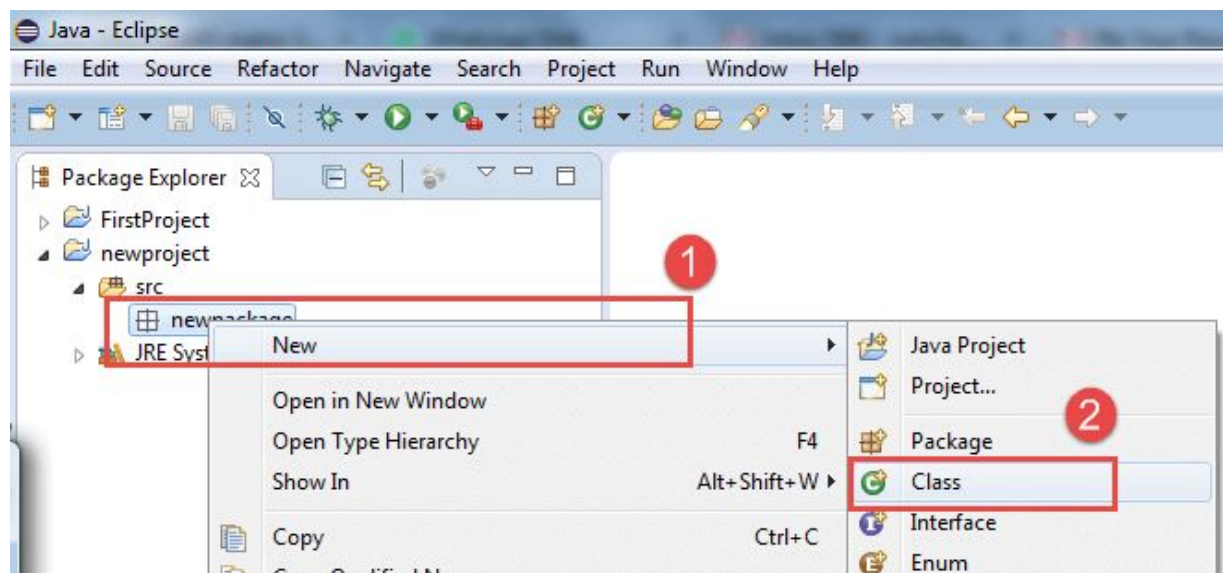 Java - Eclipse
File Edit Source Refactor Navigate Search Project Run Window Help
Package Explorer
FirstProject
newproject
src
1
newpackage
JRE Syst
New
Java Project
Project...
Open in New Window
2
Open Type Hierarchy F4
Package
Show In Alt+Shift+W
Class
Copy Ctrl+C
Interface
Enum